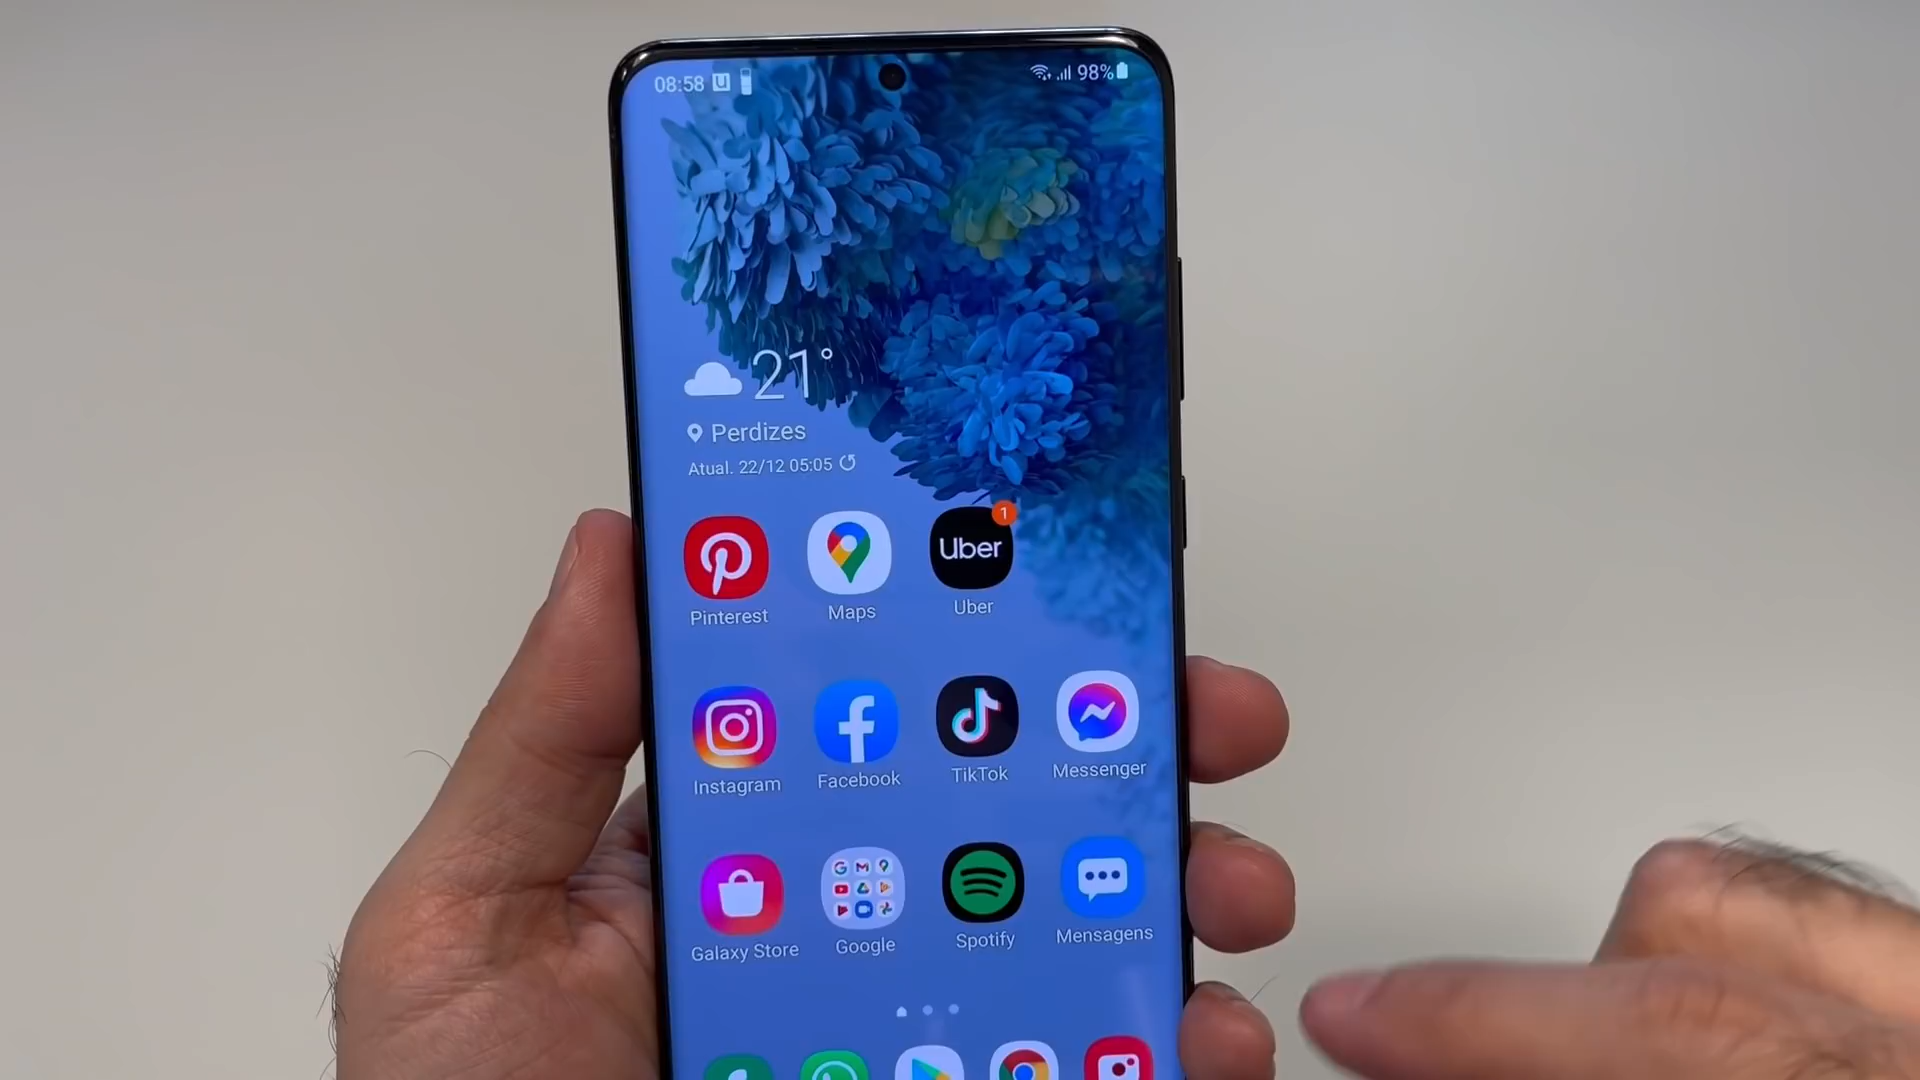 08:58
98%
21°
Perdizes
Atual. 22/12 05:05
1
Uber
Pinterest
Maps
Uber
Instagram
Facebook
TikTok
Messenger
Galaxy Store
Google
Spotify
Mensagens